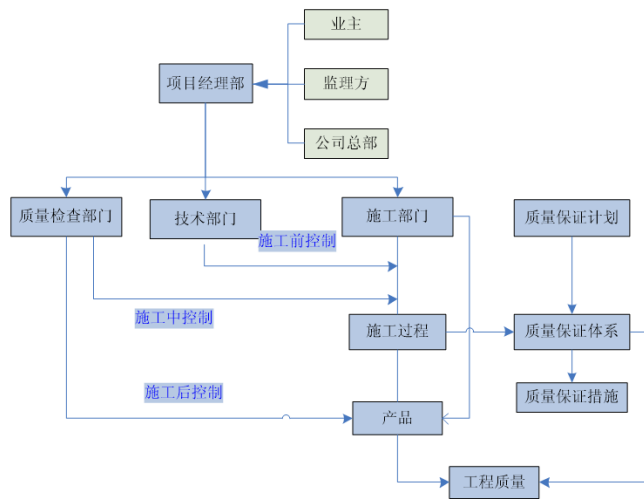 业主
项目经理部
监理方
公司总部
质量检查部门
技术部门
施工部门
质量保证计划
施工前控制
施工中控制
施工过程
质量保证体系
施工后控制
质量保证措施
产品
工程质量